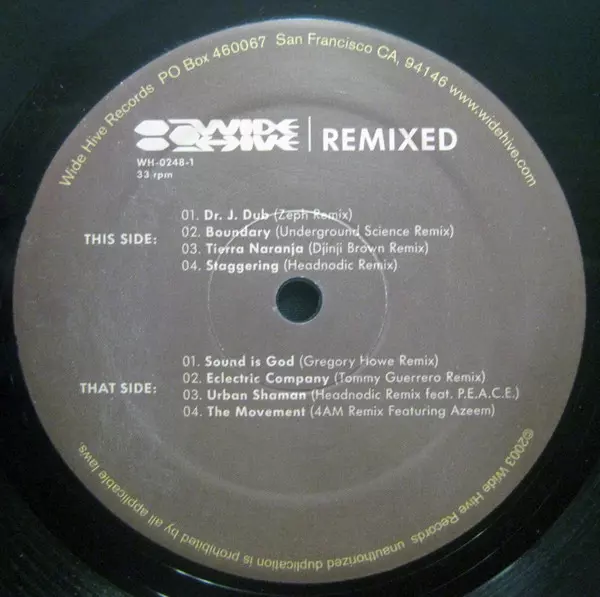 Wide Hive Records PO Box 460067 San Francisco CA, 94146 www.widehive.com
WIDE
HIVE
REMIXED
WH-0248-1
33 rpm
THIS SIDE:
01. Dr. J. Dub (Zeph Remix)
02. Boundary (Underground Science Remix)
03. Tierra Naranja (Djinji Brown Remix)
04. Staggering (Headnodic Remix)
THAT SIDE:
01. Sound is God (Gregory Howe Remix)
02. Eclectric Company (Tommy Guerrero Remix)
03. Urban Shaman (Headnodic Remix feat. P.E.A.C.E.)
04. The Movement (4AM Remix Featuring Azeem)
©2003 Wide Hive Records unauthorized duplication is prohibited by all applicable laws.